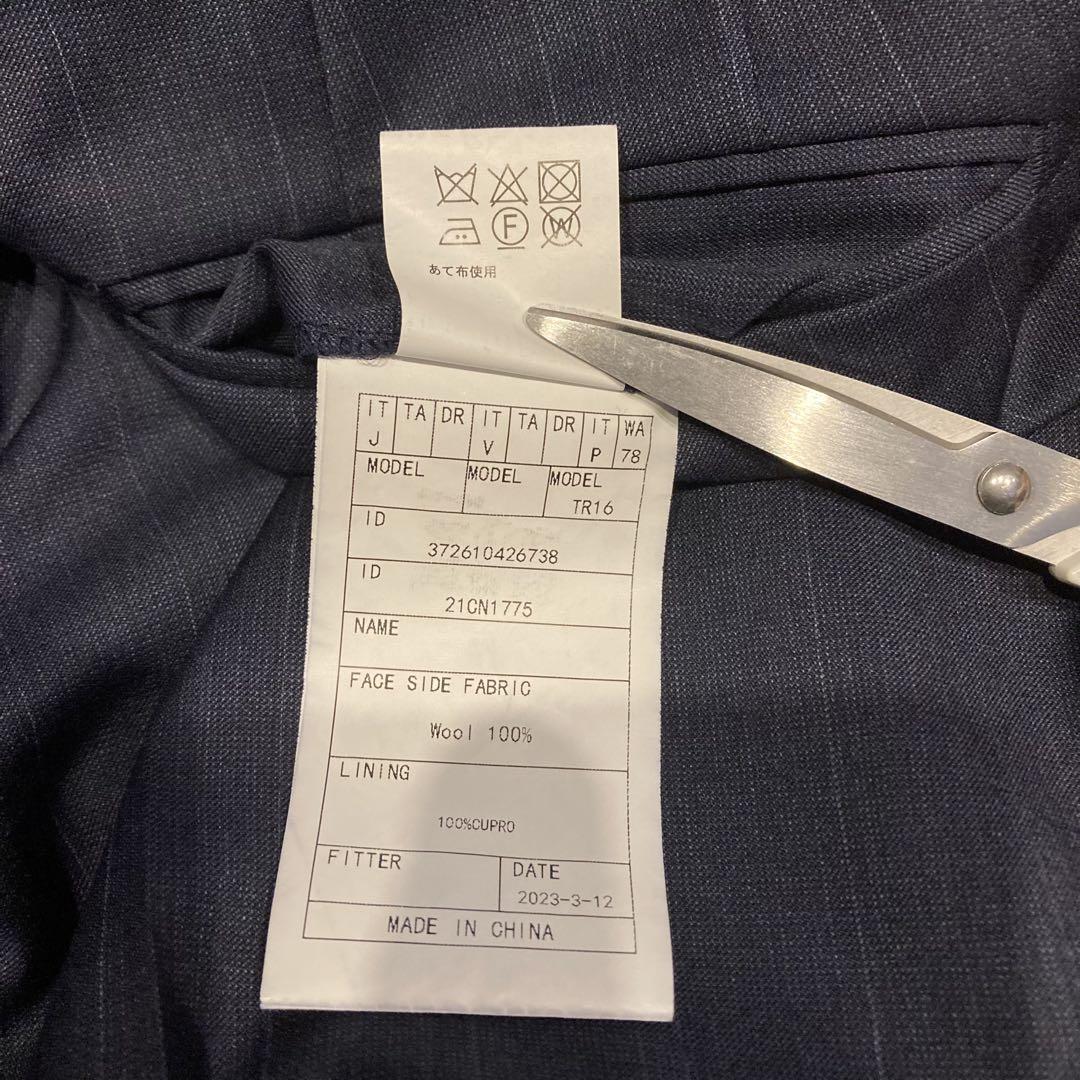 F
W
あて布使用
IT TA DR IT TA DR IT WA
J V P 78
MODEL MODEL MODEL
TR16
ID
372610426738
ID
21CN1775
NAME
FACE SIDE FABRIC
Wool 100%
LINING
100%CUPRO
FITTER DATE
2023-3-12
MADE IN CHINA